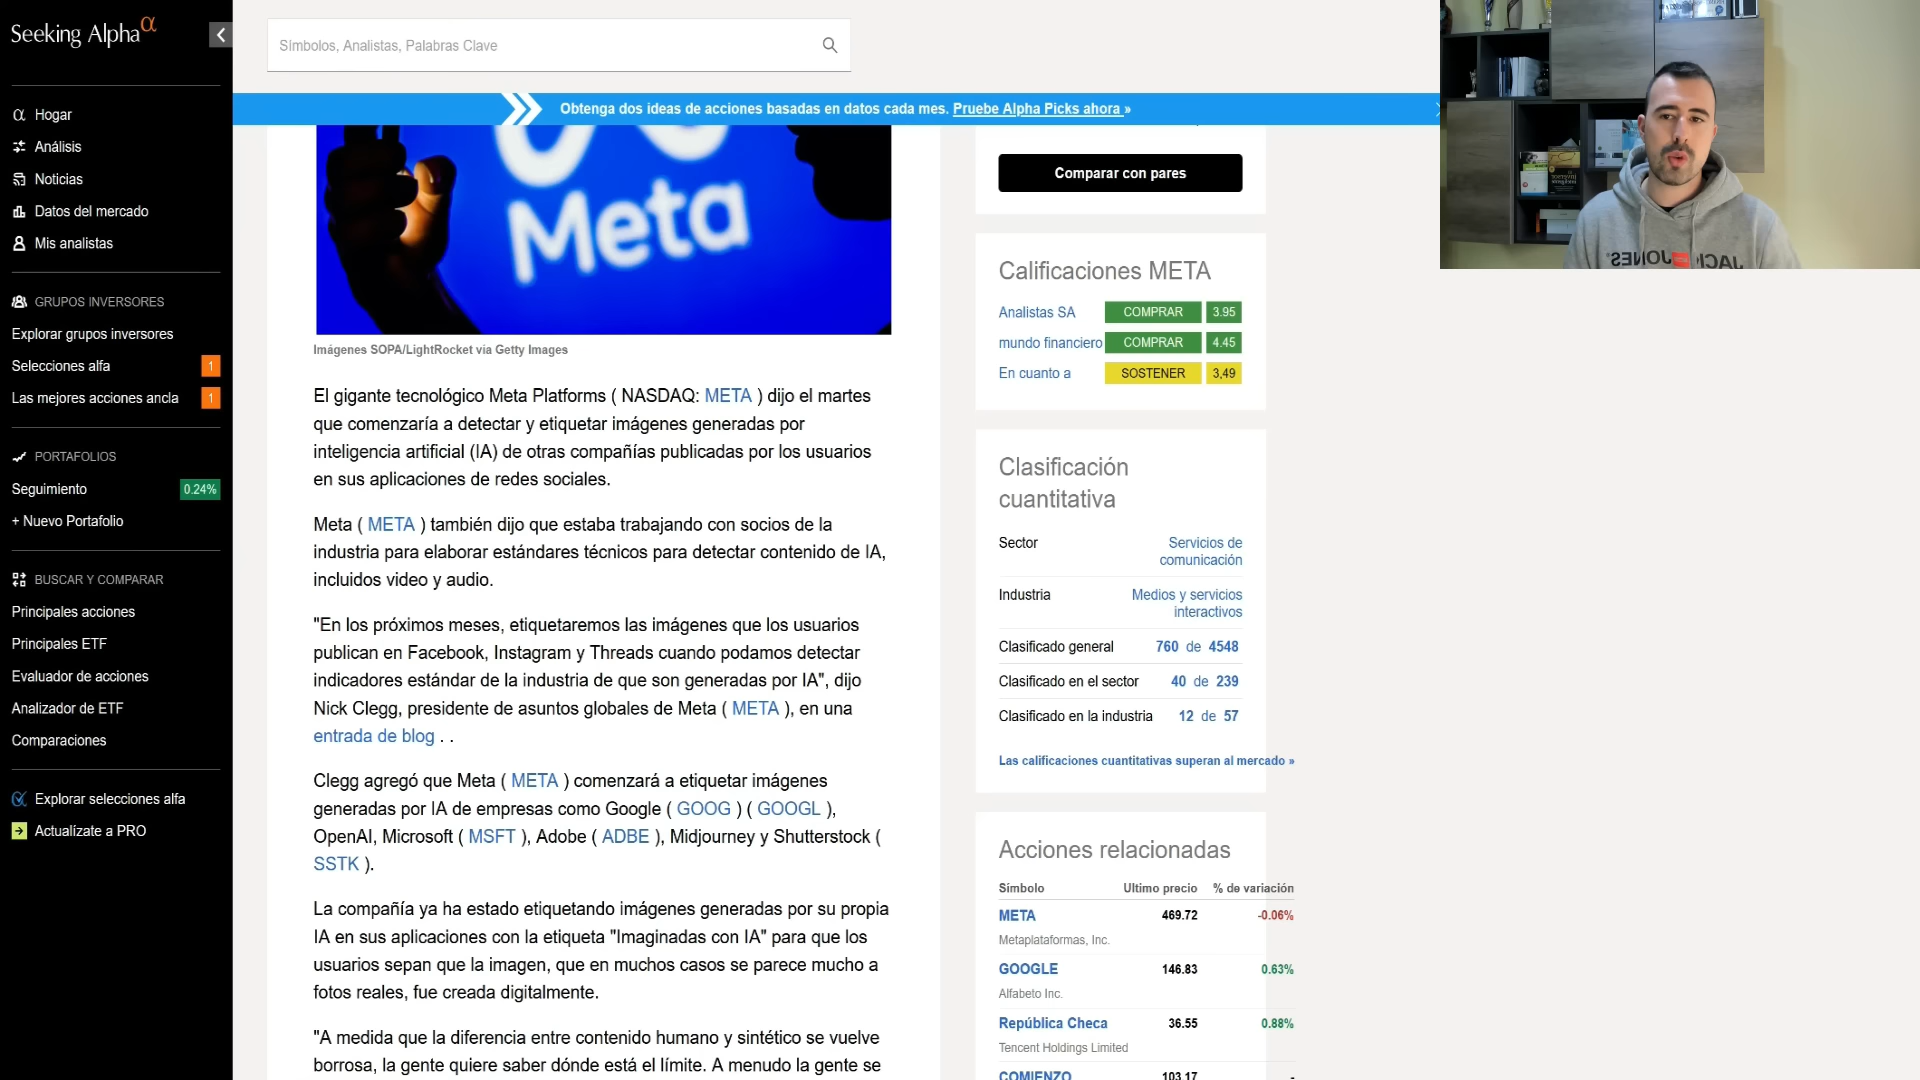 Seeking Alpha α
Hogar
Análisis
Noticias
Datos del mercado
Mis analistas
GRUPOS INVERSORES
Explorar grupos inversores
Selecciones alfa 1
Las mejores acciones ancla 1
PORTAFOLIOS
Seguimiento 0.24%
+ Nuevo Portafolio
BUSCAR Y COMPARAR
Principales acciones
Principales ETF
Evaluador de acciones
Analizador de ETF
Comparaciones
Explorar selecciones alfa
Actualízate a PRO
Símbolos, Analistas, Palabras Clave
Obtenga dos ideas de acciones basadas en datos cada mes. Pruebe Alpha Picks ahora »
Meta
Imágenes SOPA/LightRocket via Getty Images
El gigante tecnológico Meta Platforms ( NASDAQ: META ) dijo el martes
que comenzaría a detectar y etiquetar imágenes generadas por
inteligencia artificial (IA) de otras compañías publicadas por los usuarios
en sus aplicaciones de redes sociales.
Meta ( META ) también dijo que estaba trabajando con socios de la
industria para elaborar estándares técnicos para detectar contenido de IA,
incluidos video y audio.
"En los próximos meses, etiquetaremos las imágenes que los usuarios
publican en Facebook, Instagram y Threads cuando podamos detectar
indicadores estándar de la industria de que son generadas por IA", dijo
Nick Clegg, presidente de asuntos globales de Meta ( META ), en una
entrada de blog . .
Clegg agregó que Meta ( META ) comenzará a etiquetar imágenes
generadas por IA de empresas como Google ( GOOG ) ( GOOGL ),
OpenAI, Microsoft ( MSFT ), Adobe ( ADBE ), Midjourney y Shutterstock (
SSTK ).
La compañía ya ha estado etiquetando imágenes generadas por su propia
IA en sus aplicaciones con la etiqueta "Imaginadas con IA" para que los
usuarios sepan que la imagen, que en muchos casos se parece mucho a
fotos reales, fue creada digitalmente.
"A medida que la diferencia entre contenido humano y sintético se vuelve
borrosa, la gente quiere saber dónde está el límite. A menudo la gente se
Comparar con pares
Calificaciones META
Analistas SA COMPRAR 3.95
mundo financiero COMPRAR 4.45
En cuanto a SOSTENER 3,49
Clasificación
cuantitativa
Sector Servicios de
comunicación
Industria Medios y servicios
interactivos
Clasificado general 760 de 4548
Clasificado en el sector 40 de 239
Clasificado en la industria 12 de 57
Las calificaciones cuantitativas superan al mercado »
Acciones relacionadas
Símbolo Ultimo precio % de variación
META 469.72 -0.06%
Metaplataformas, Inc.
GOOGLE 146.83 0.63%
Alfabeto Inc.
República Checa 36.55 0.88%
Tencent Holdings Limited
COMIENZO 103.17 -
JACK JONES